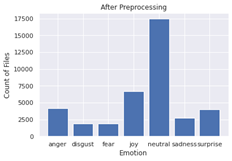 After Preprocessing
Count of Files
17500
15000
12500
10000
7500
5000
2500
0
anger disgust fear joy neutral sadness surprise
Emotion